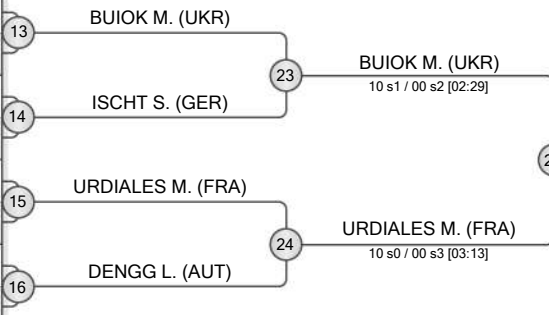 BUIOK M. (UKR)
13
23
BUIOK M. (UKR)
10 s1 / 00 s2 [02:29]
ISCHT S. (GER)
14
URDIALES M. (FRA)
15
24
URDIALES M. (FRA)
10 s0 / 00 s3 [03:13]
DENGG L. (AUT)
16